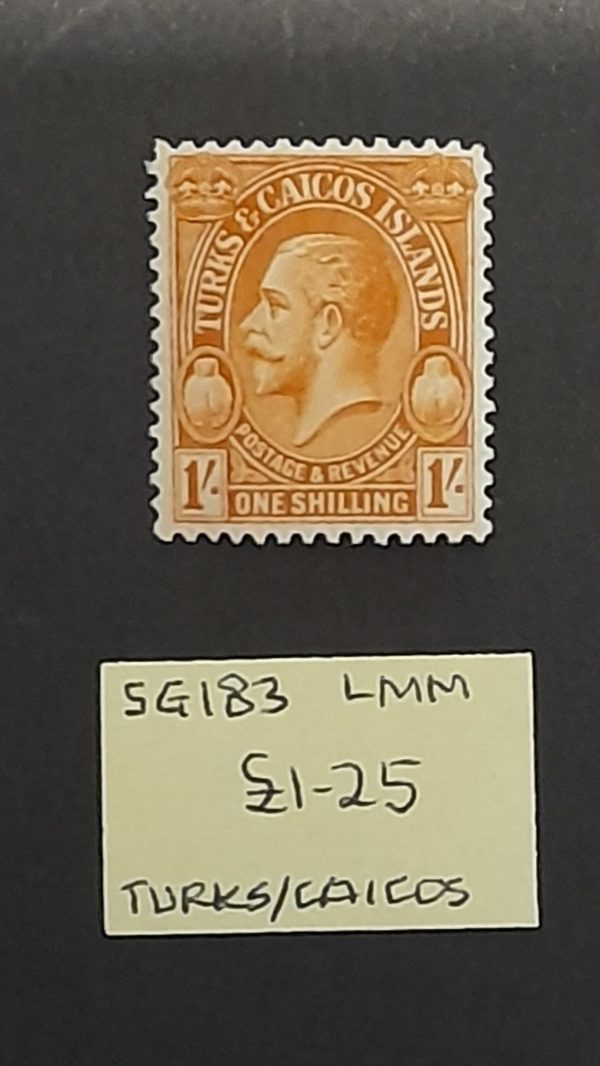 TURKS & CAICOS ISLANDS
POSTAGE & REVENUE
1/- ONE SHILLING 1/-
SG183 LMM
£1-25
TURKS/CAICOS